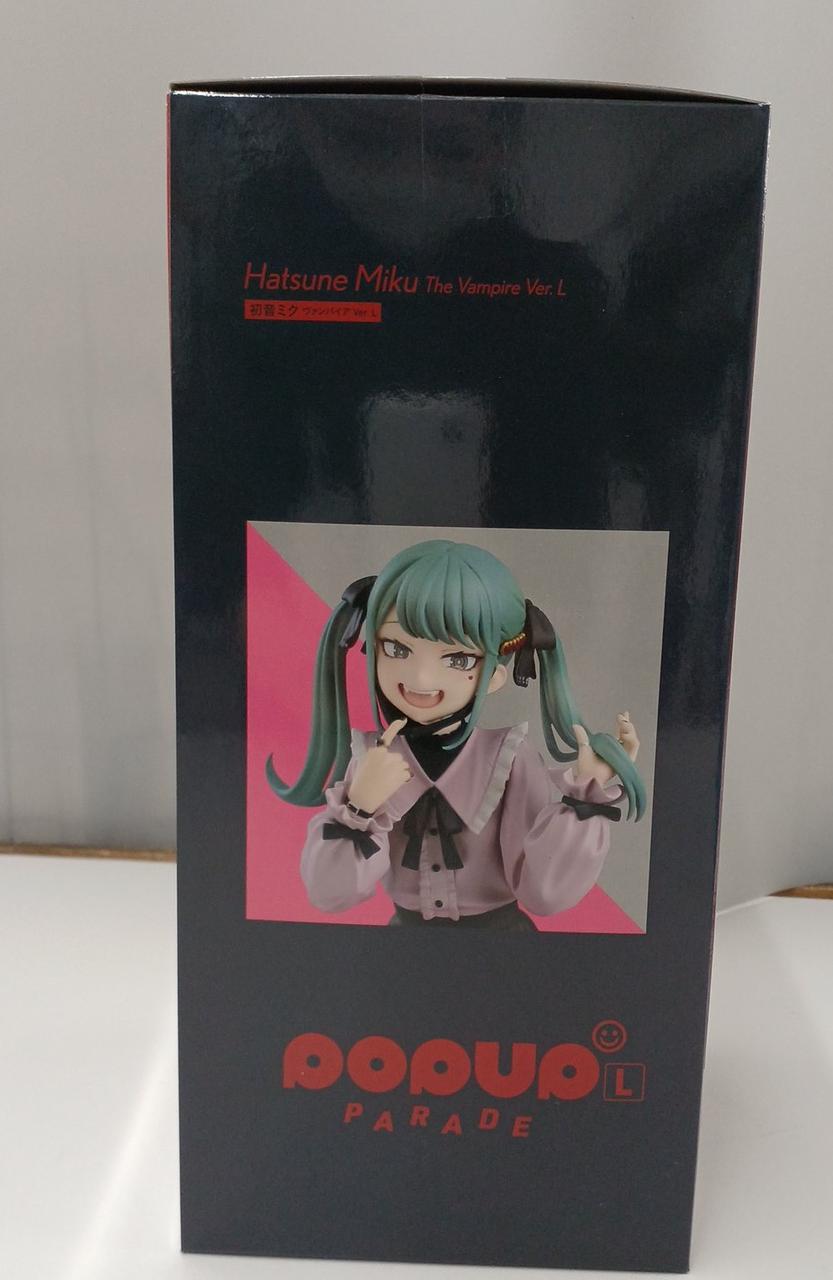 Hatsune Miku The Vampire Ver. L
初音ミク ヴァンパイア Ver. L
POPUP L
PARADE